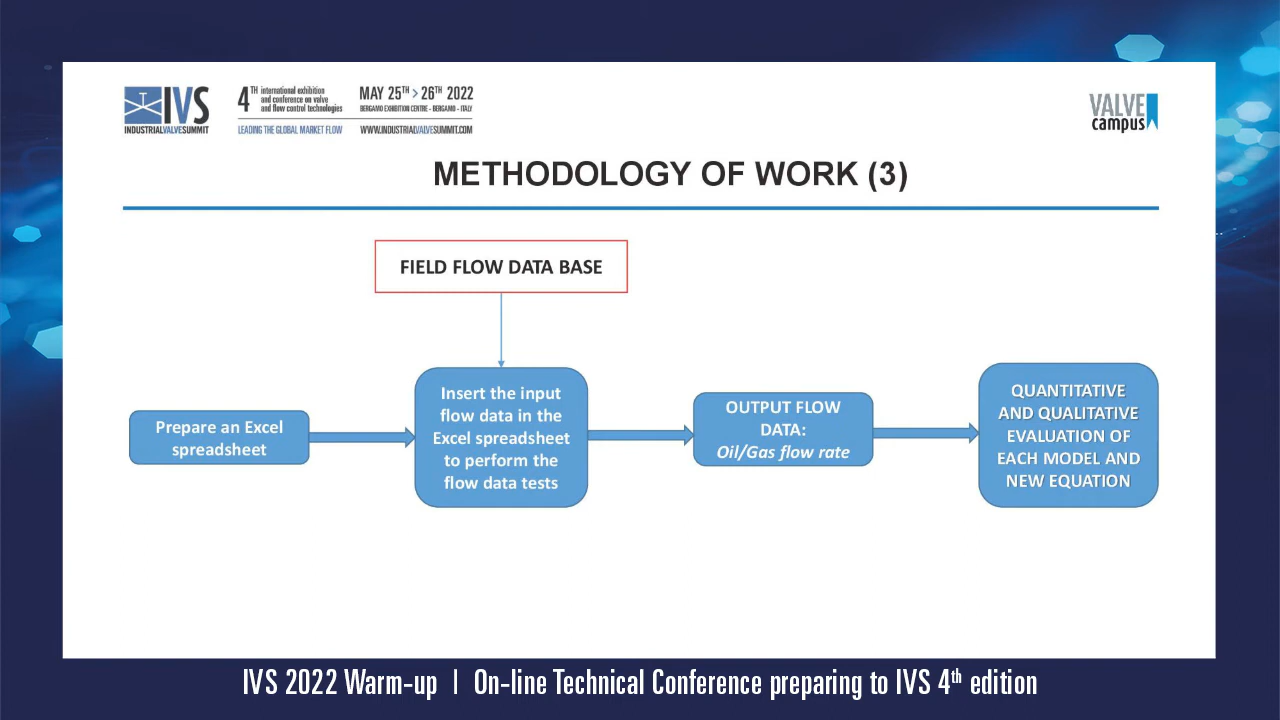 IVS
INDUSTRIALVALVESUMMIT
4TH international exhibition
and conference on valve
and flow control technologies
LEADING THE GLOBAL MARKET FLOW
MAY 25TH > 26TH 2022
BERGAMO EXHIBITION CENTRE - BERGAMO - ITALY
WWW.INDUSTRIALVALVESUMMIT.COM
VALVE
campus
METHODOLOGY OF WORK (3)
FIELD FLOW DATA BASE
Prepare an Excel
spreadsheet
Insert the input
flow data in the
Excel spreadsheet
to perform the
flow data tests
OUTPUT FLOW
DATA:
Oil/Gas flow rate
QUANTITATIVE
AND QUALITATIVE
EVALUATION OF
EACH MODEL AND
NEW EQUATION
IVS 2022 Warm-up | On-line Technical Conference preparing to IVS 4th edition